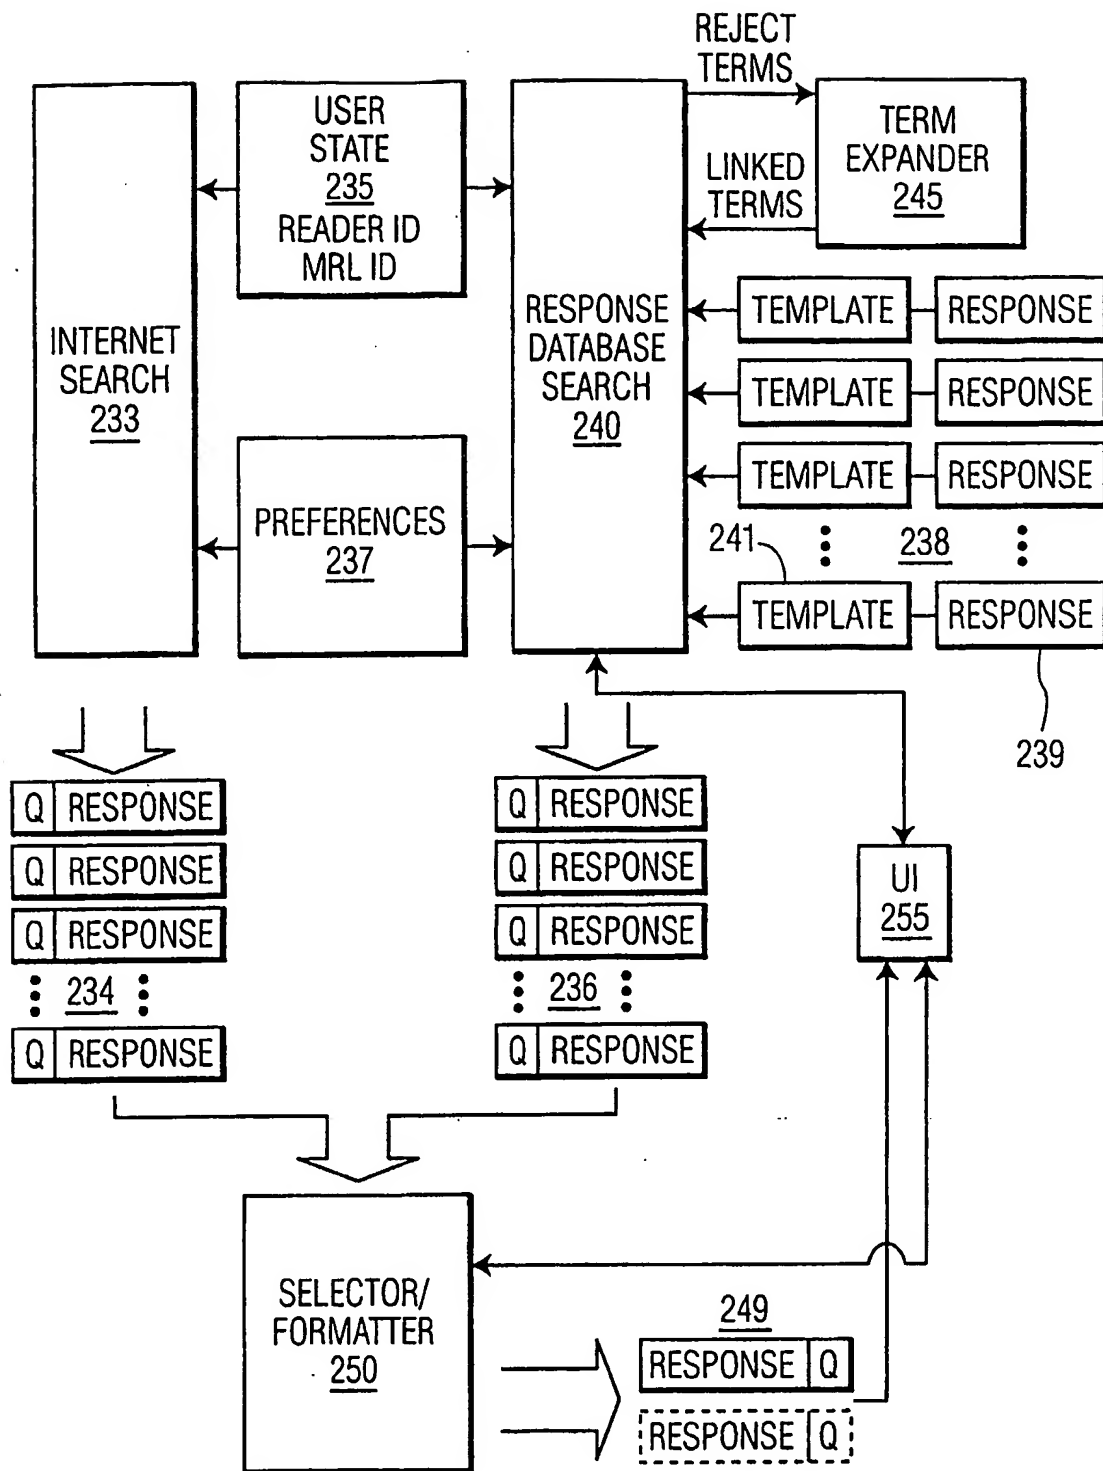 REJECT
TERMS
USER
STATE
235
READER ID
MRL ID
TERM
EXPANDER
245
LINKED
TERMS
INTERNET
SEARCH
233
RESPONSE
DATABASE
SEARCH
240
TEMPLATE
RESPONSE
TEMPLATE
RESPONSE
TEMPLATE
RESPONSE
PREFERENCES
237
241
238
TEMPLATE
RESPONSE
239
Q RESPONSE
Q RESPONSE
Q RESPONSE
234
Q RESPONSE
Q RESPONSE
Q RESPONSE
Q RESPONSE
236
Q RESPONSE
UI
255
SELECTOR/
FORMATTER
250
249
RESPONSE Q
RESPONSE Q